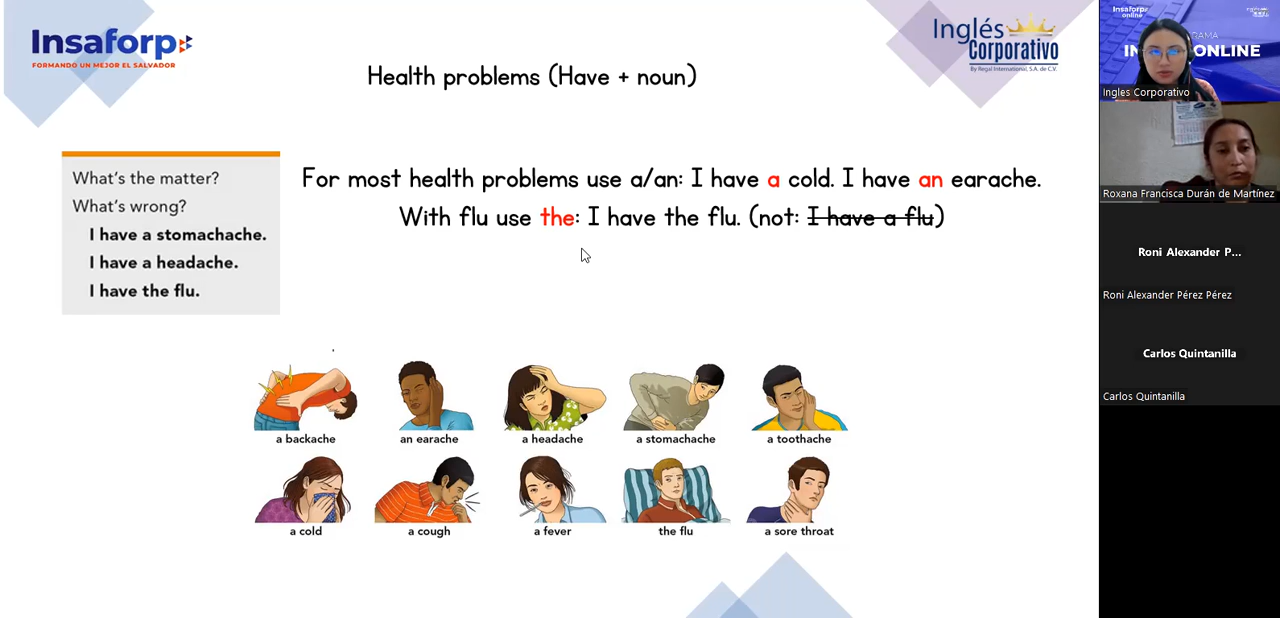 Insaforp
FORMANDO UN MEJOR EL SALVADOR
Inglés
Corporativo
By Regal International, S.A. de C.V.
Health problems (Have + noun)
What's the matter?
What's wrong?
I have a stomachache.
I have a headache.
I have the flu.
For most health problems use a/an: I have a cold. I have an earache.
With flu use the: I have the flu. (not: I have a flu)
a backache
an earache
a headache
a stomachache
a toothache
a cold
a cough
a fever
the flu
a sore throat
Insaforp
online
ONLINE
Ingles Corporativo
Roxana Francisca Durán de Martínez
Roni Alexander P...
Roni Alexander Pérez Pérez
Carlos Quintanilla
Carlos Quintanilla